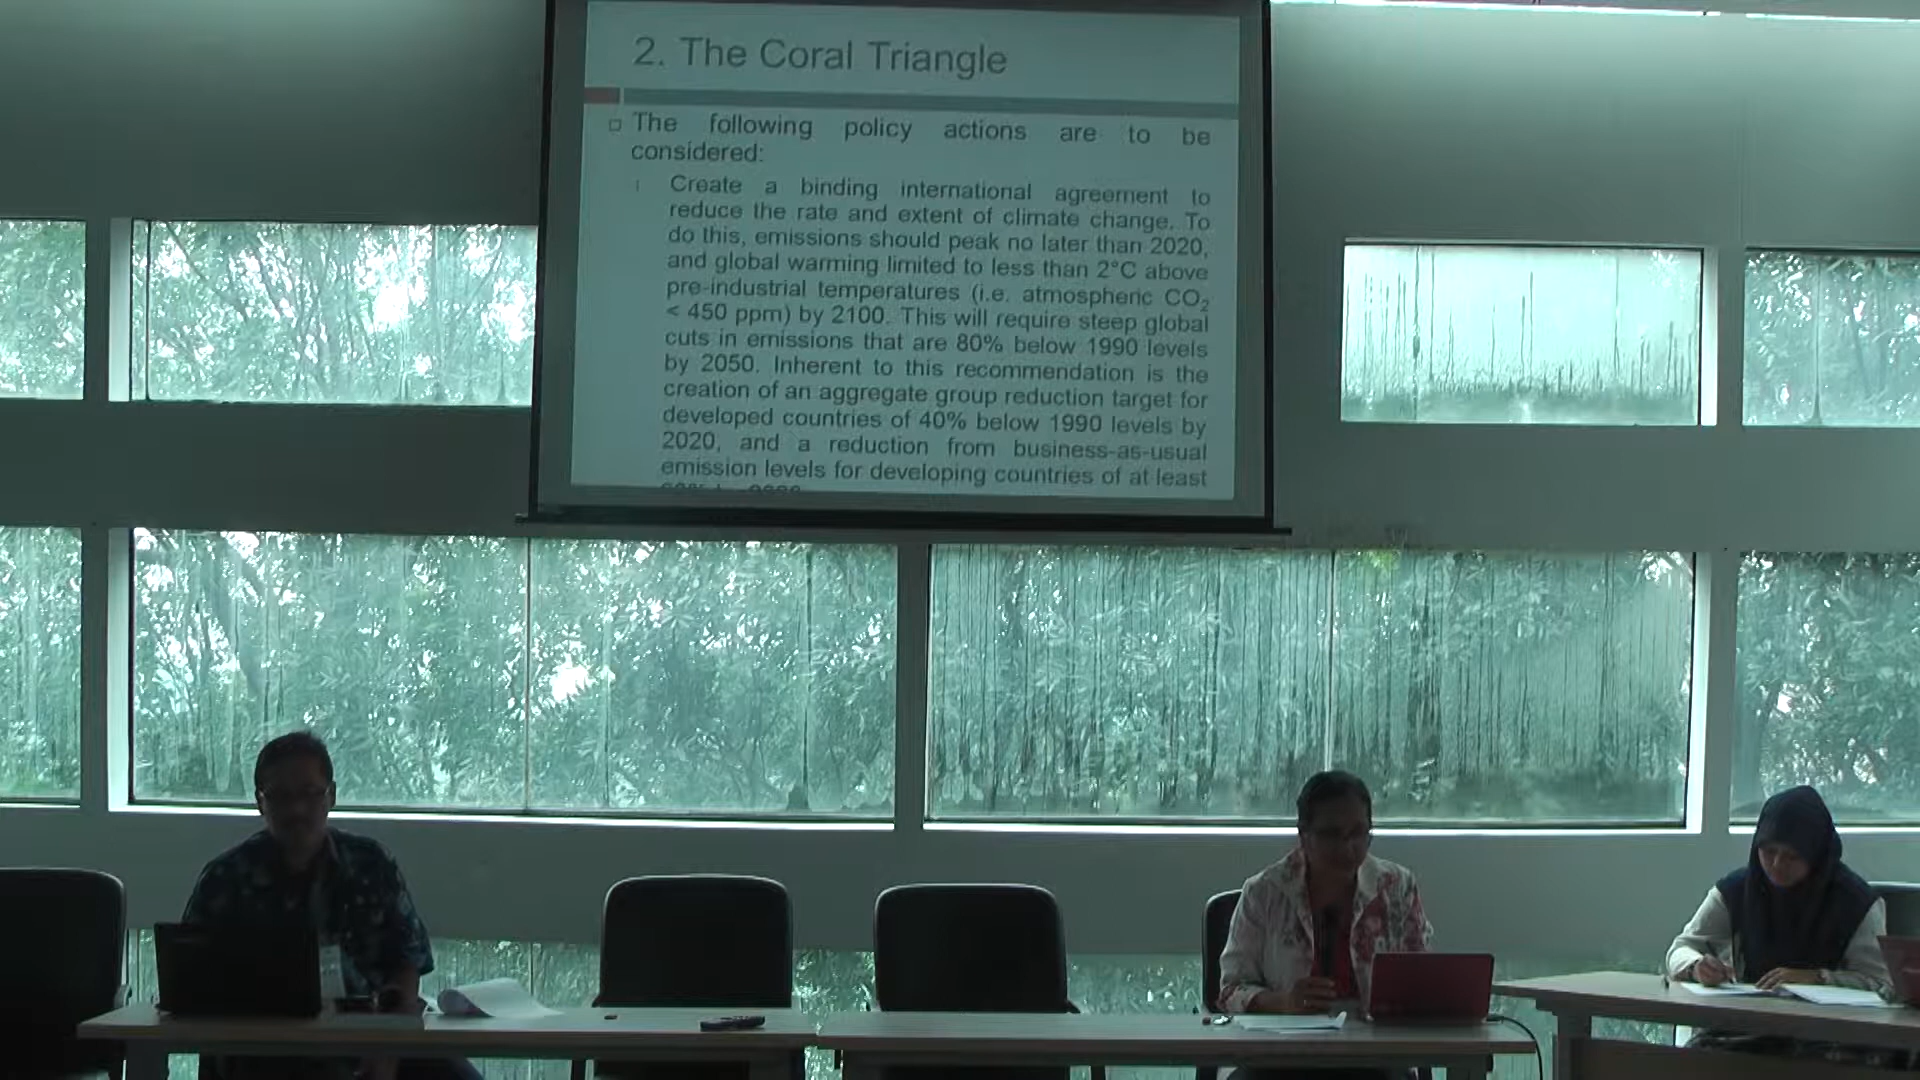 2. The Coral Triangle
The following policy actions are to be
considered:
Create a binding international agreement to
reduce the rate and extent of climate change. To
do this, emissions should peak no later than 2020,
and global warming limited to less than 2°C above
pre-industrial temperatures (i.e. atmospheric CO₂
< 450 ppm) by 2100. This will require steep global
cuts in emissions that are 80% below 1990 levels
by 2050. Inherent to this recommendation is the
creation of an aggregate group reduction target for
developed countries of 40% below 1990 levels by
2020, and a reduction from business-as-usual
emission levels for developing countries of at least